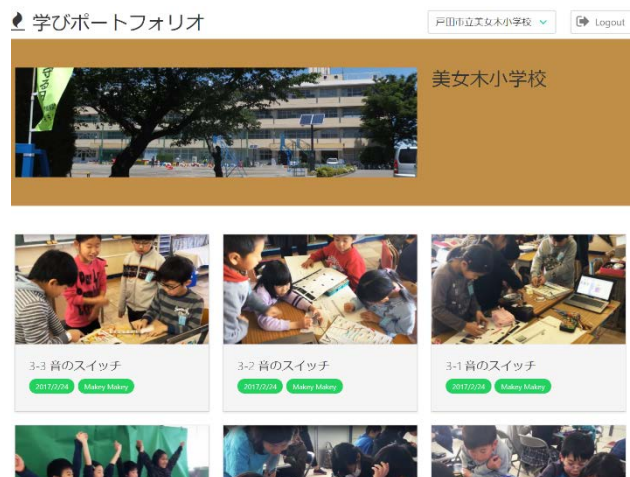 学びポートフォリオ
戸田市立美女木小学校
Logout
美女木小学校
3-3 音のスイッチ
2017/2/24 Makey Makey
3-2 音のスイッチ
2017/2/24 Makey Makey
3-1 音のスイッチ
2017/2/24 Makey Makey